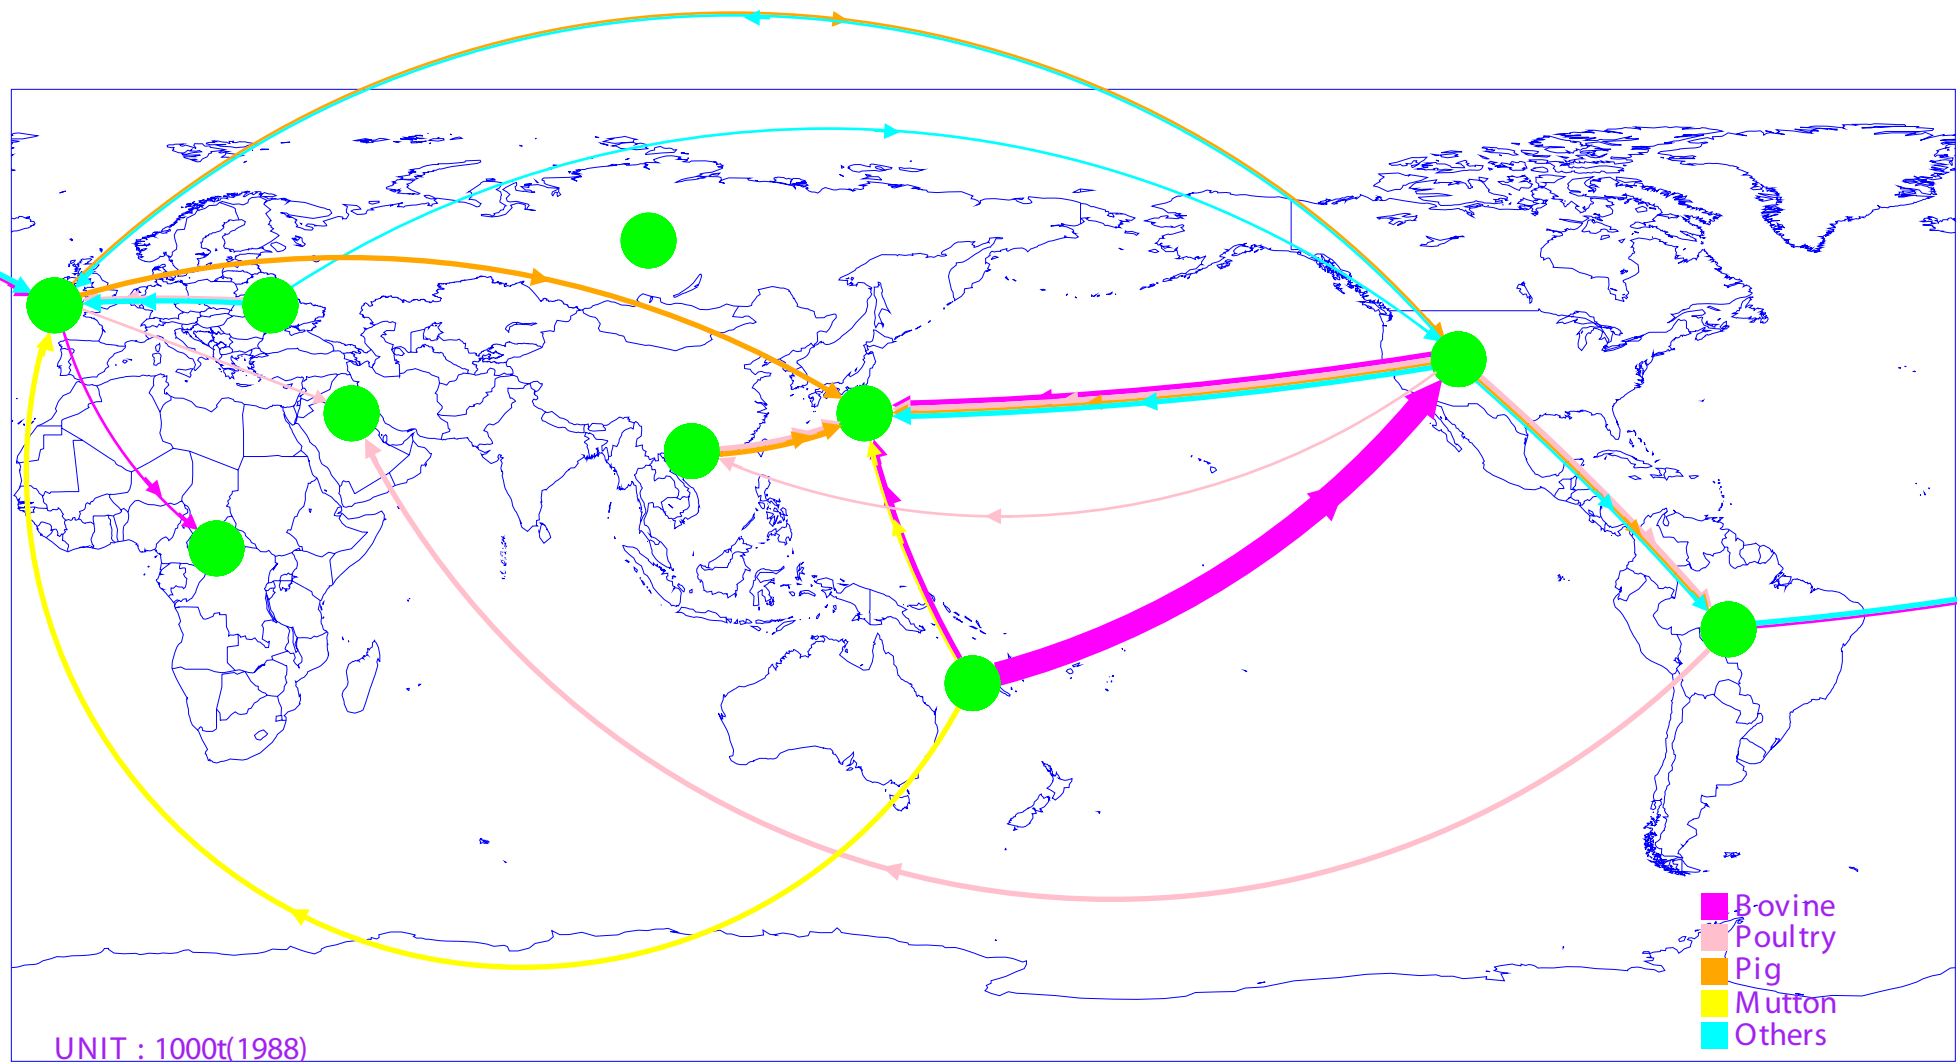 Bovine
Poultry
Pig
Mutton
Others
UNIT : 1000t(1988)